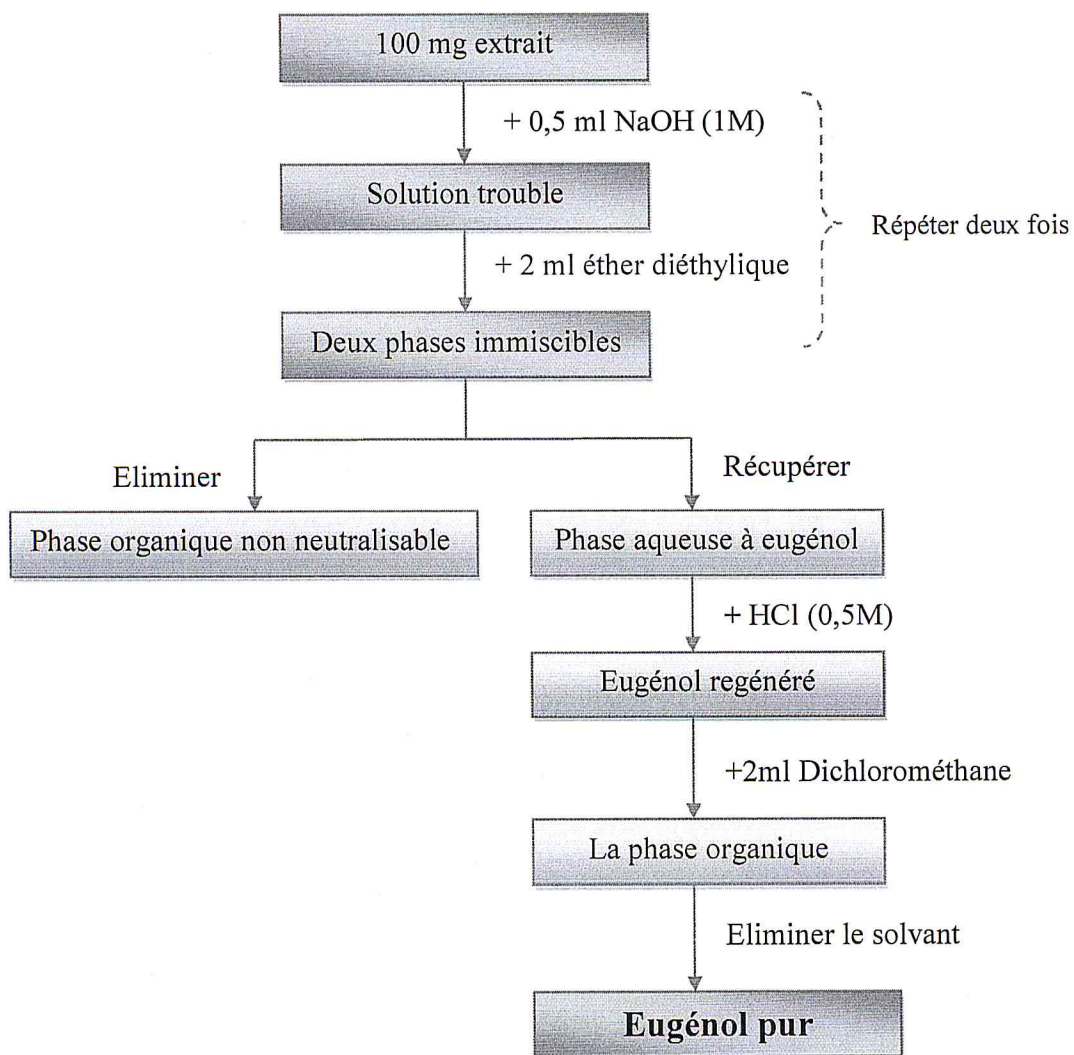 100 mg extrait
+ 0,5 ml NaOH (1M)
Solution trouble
Répéter deux fois
+ 2 ml éther diéthylique
Deux phases immiscibles
Eliminer
Récupérer
Phase organique non neutralisable
Phase aqueuse à eugénol
+ HCl (0,5M)
Eugénol regénéré
+2ml Dichlorométhane
La phase organique
Eliminer le solvant
Eugénol pur